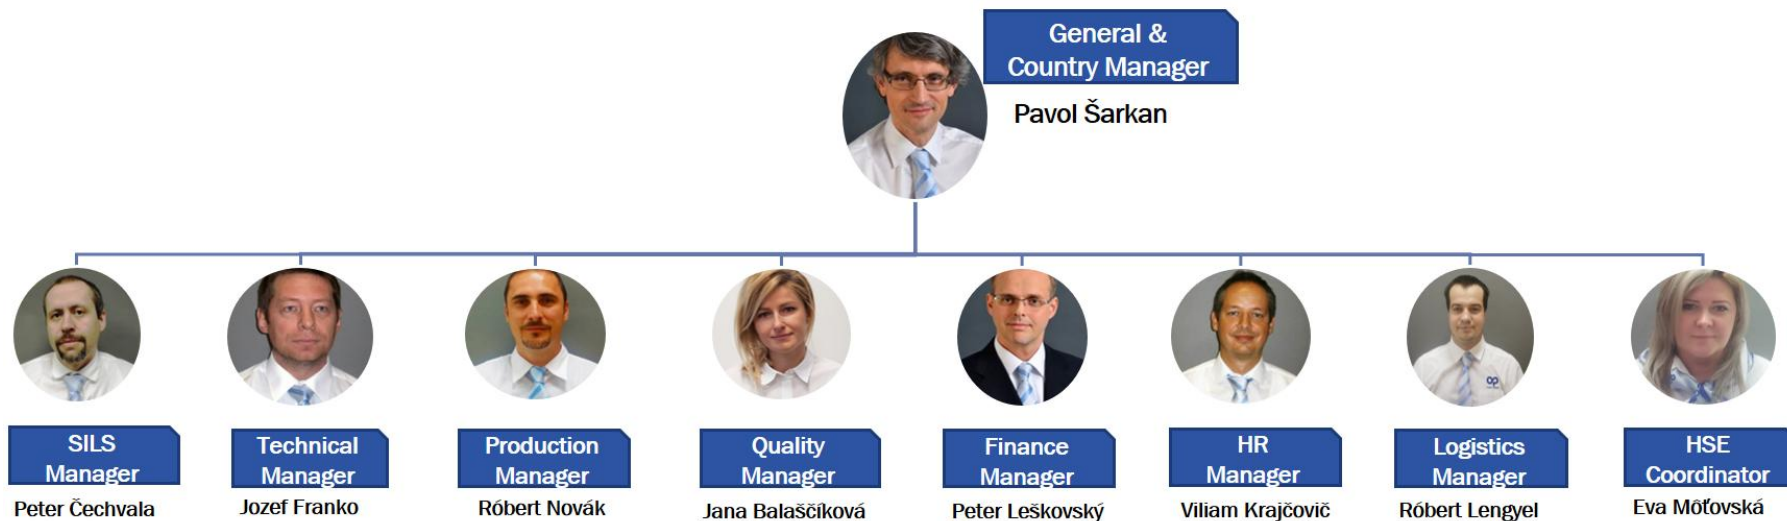 General &
Country Manager
Pavol Šarkan
SILS
Manager
Peter Čechvala
Technical
Manager
Jozef Franko
Production
Manager
Róbert Novák
Quality
Manager
Jana Balaščíková
Finance
Manager
Peter Leškovský
HR
Manager
Viliam Krajčovič
Logistics
Manager
Róbert Lengyel
HSE
Coordinator
Eva Môťovská